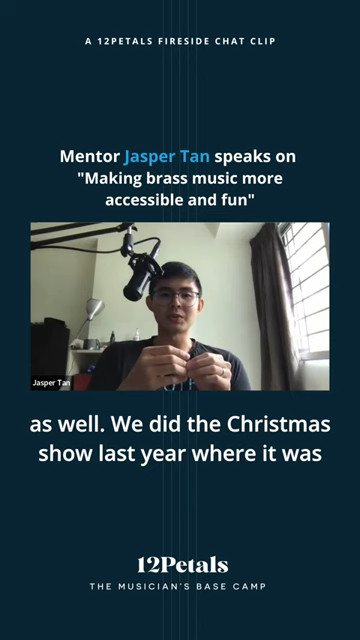 A 12PETALS FIRESIDE CHAT CLIP
Mentor Jasper Tan speaks on
"Making brass music more
accessible and fun"
Jasper Tan
as well. We did the Christmas
show last year where it was
12Petals
THE MUSICIAN'S BASE CAMP